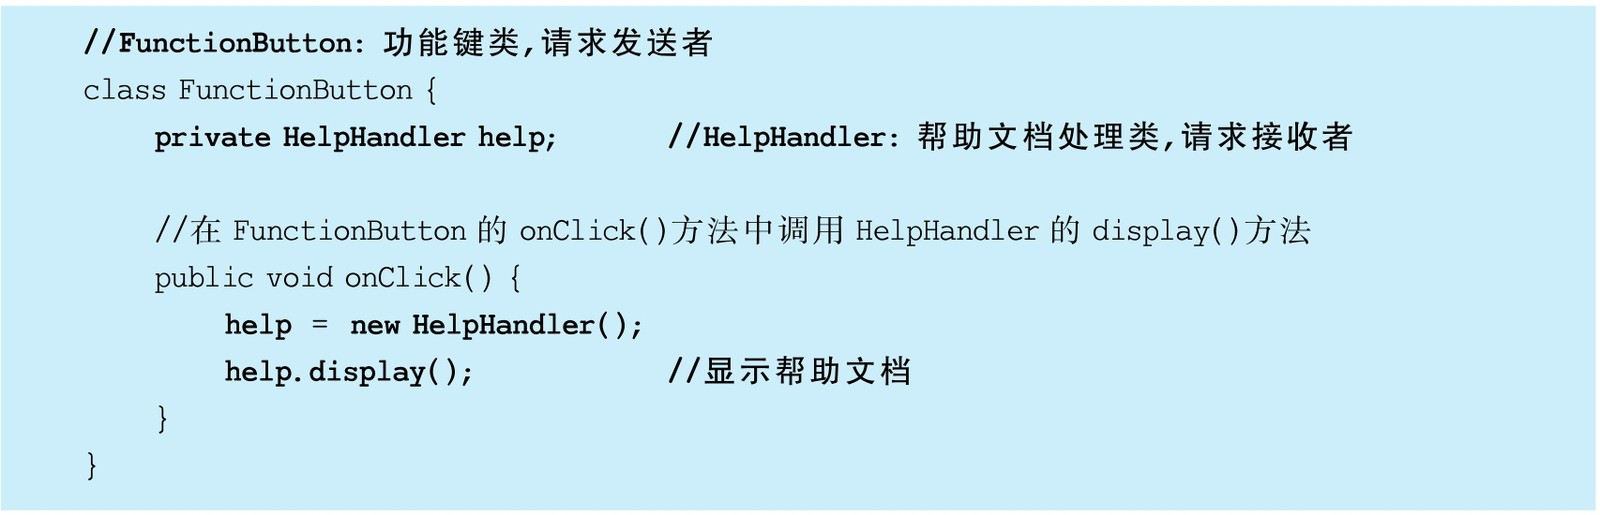 //FunctionButton: 功能键类,请求发送者
class FunctionButton {
private HelpHandler help; //HelpHandler: 帮助文档处理类,请求接收者
//在 FunctionButton 的 onClick()方法中调用 HelpHandler 的 display()方法
public void onClick() {
help = new HelpHandler();
help.display(); //显示帮助文档
}
}